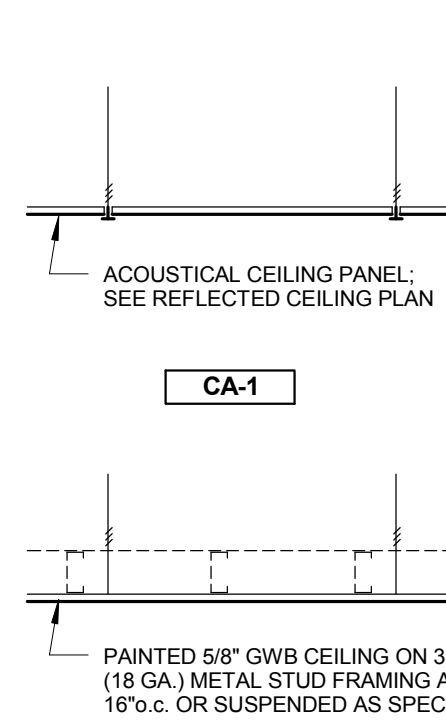 ACOUSTICAL CEILING PANEL;
SEE REFLECTED CEILING PLAN
CA-1
PAINTED 5/8" GWB CEILING ON 3
(18 GA.) METAL STUD FRAMING A
16"o.c. OR SUSPENDED AS SPEC